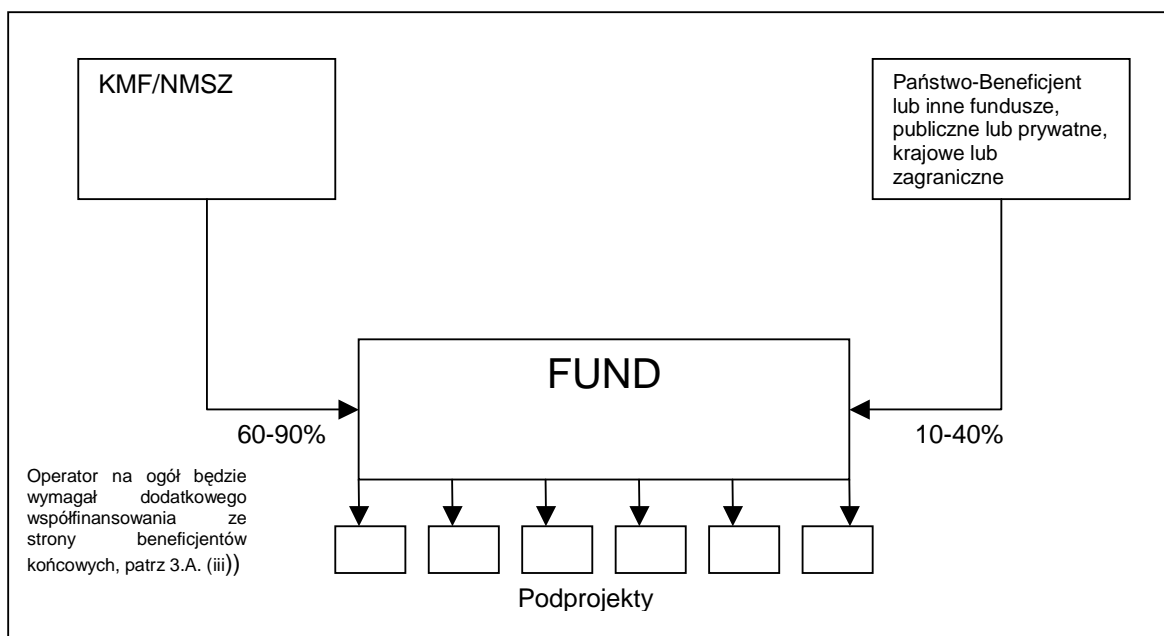 KMF/NMSZ
Państwo-Beneficjent
lub inne fundusze,
publiczne lub prywatne,
krajowe lub
zagraniczne
FUND
60-90%
10-40%
Operator na ogół będzie
wymagał dodatkowego
współfinansowania ze
strony beneficjentów
końcowych, patrz 3.A. (iii))
Podprojekty